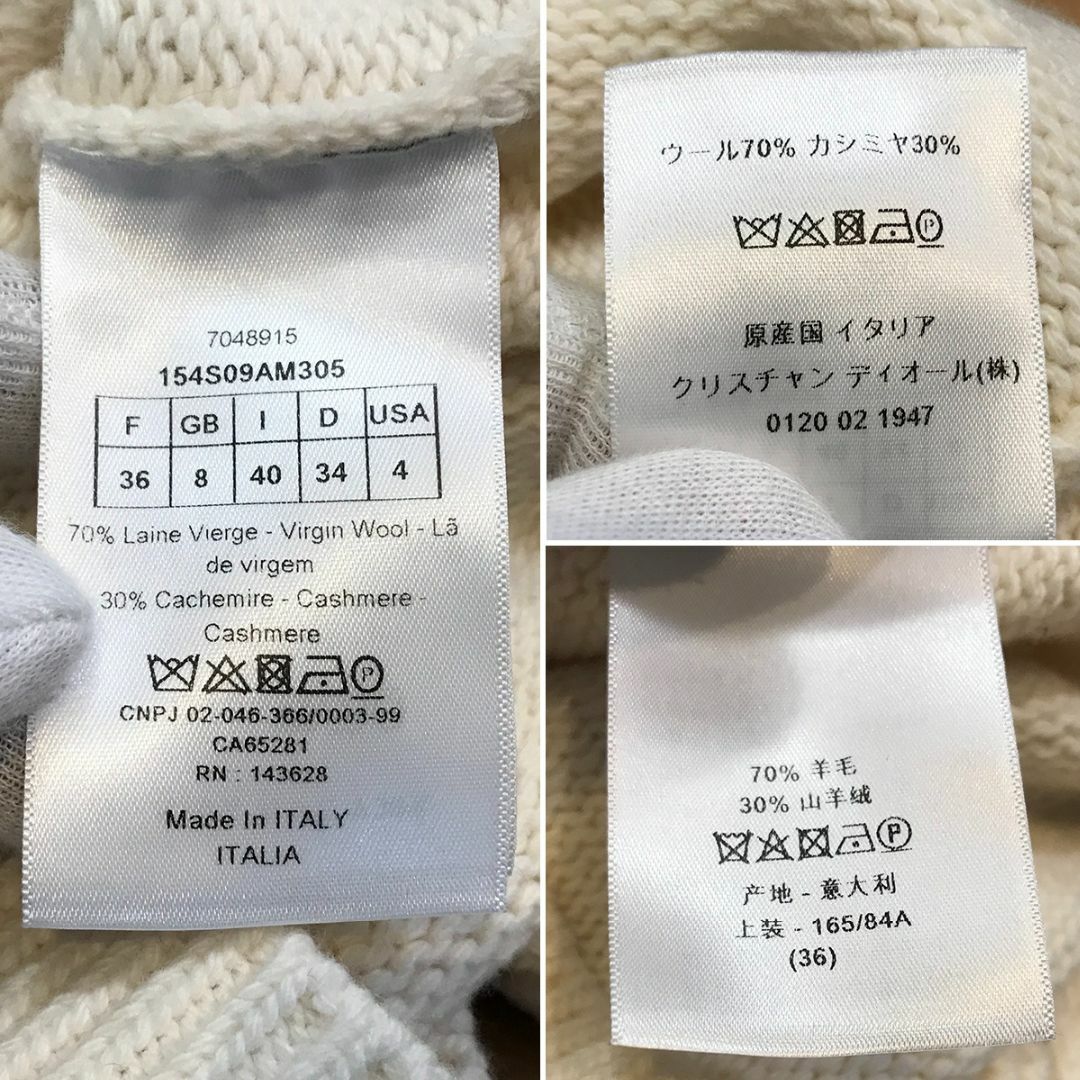 7048915
154S09AM305
F GB I D USA
36 8 40 34 4
70% Laine Vierge - Virgin Wool - Lã
de virgem
30% Cachemire - Cashmere -
Cashmere
CNPJ 02-046-366/0003-99
CA65281
RN : 143628
Made In ITALY
ITALIA
ウール70% カシミヤ30%
P
原産国 イタリア
クリスチャン ディオール(株)
0120 02 1947
70% 羊毛
30% 山羊绒
P
产地 - 意大利
上装 - 165/84A
(36)